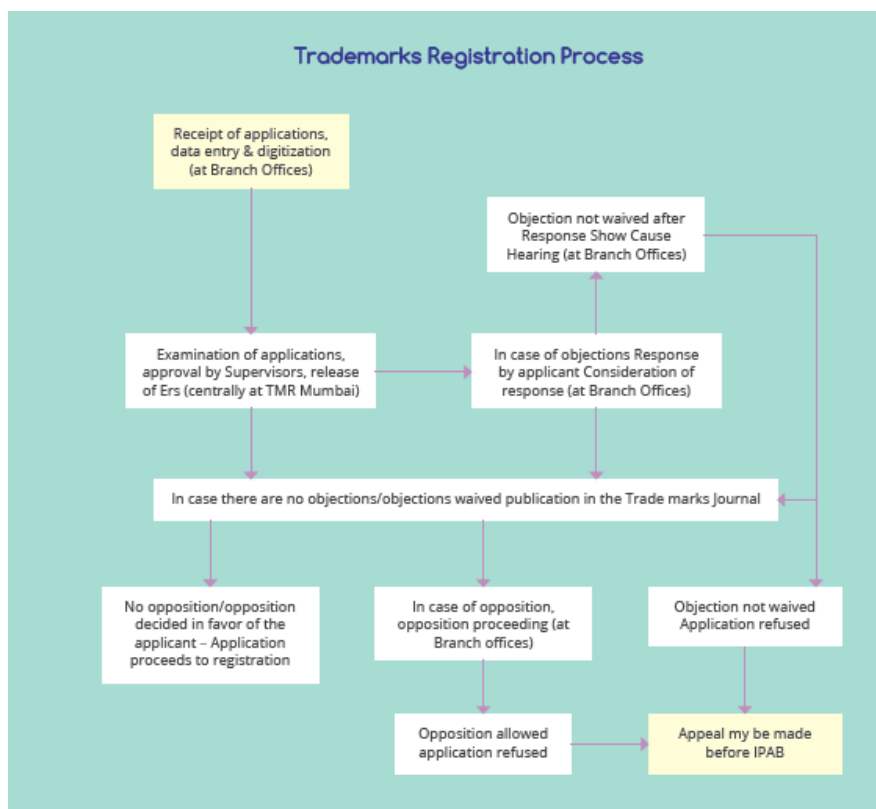 Trademarks Registration Process
Receipt of applications,
data entry & digitization
(at Branch Offices)
Objection not waived after
Response Show Cause
Hearing (at Branch Offices)
Examination of applications,
approval by Supervisors, release
of Ers (centrally at TMR Mumbai)
In case of objections Response
by applicant Consideration of
response (at Branch Offices)
In case there are no objections/objections waived publication in the Trade marks Journal
No opposition/opposition
decided in favor of the
applicant – Application
proceeds to registration
In case of opposition,
opposition proceeding (at
Branch offices)
Objection not waived
Application refused
Opposition allowed
application refused
Appeal my be made
before IPAB